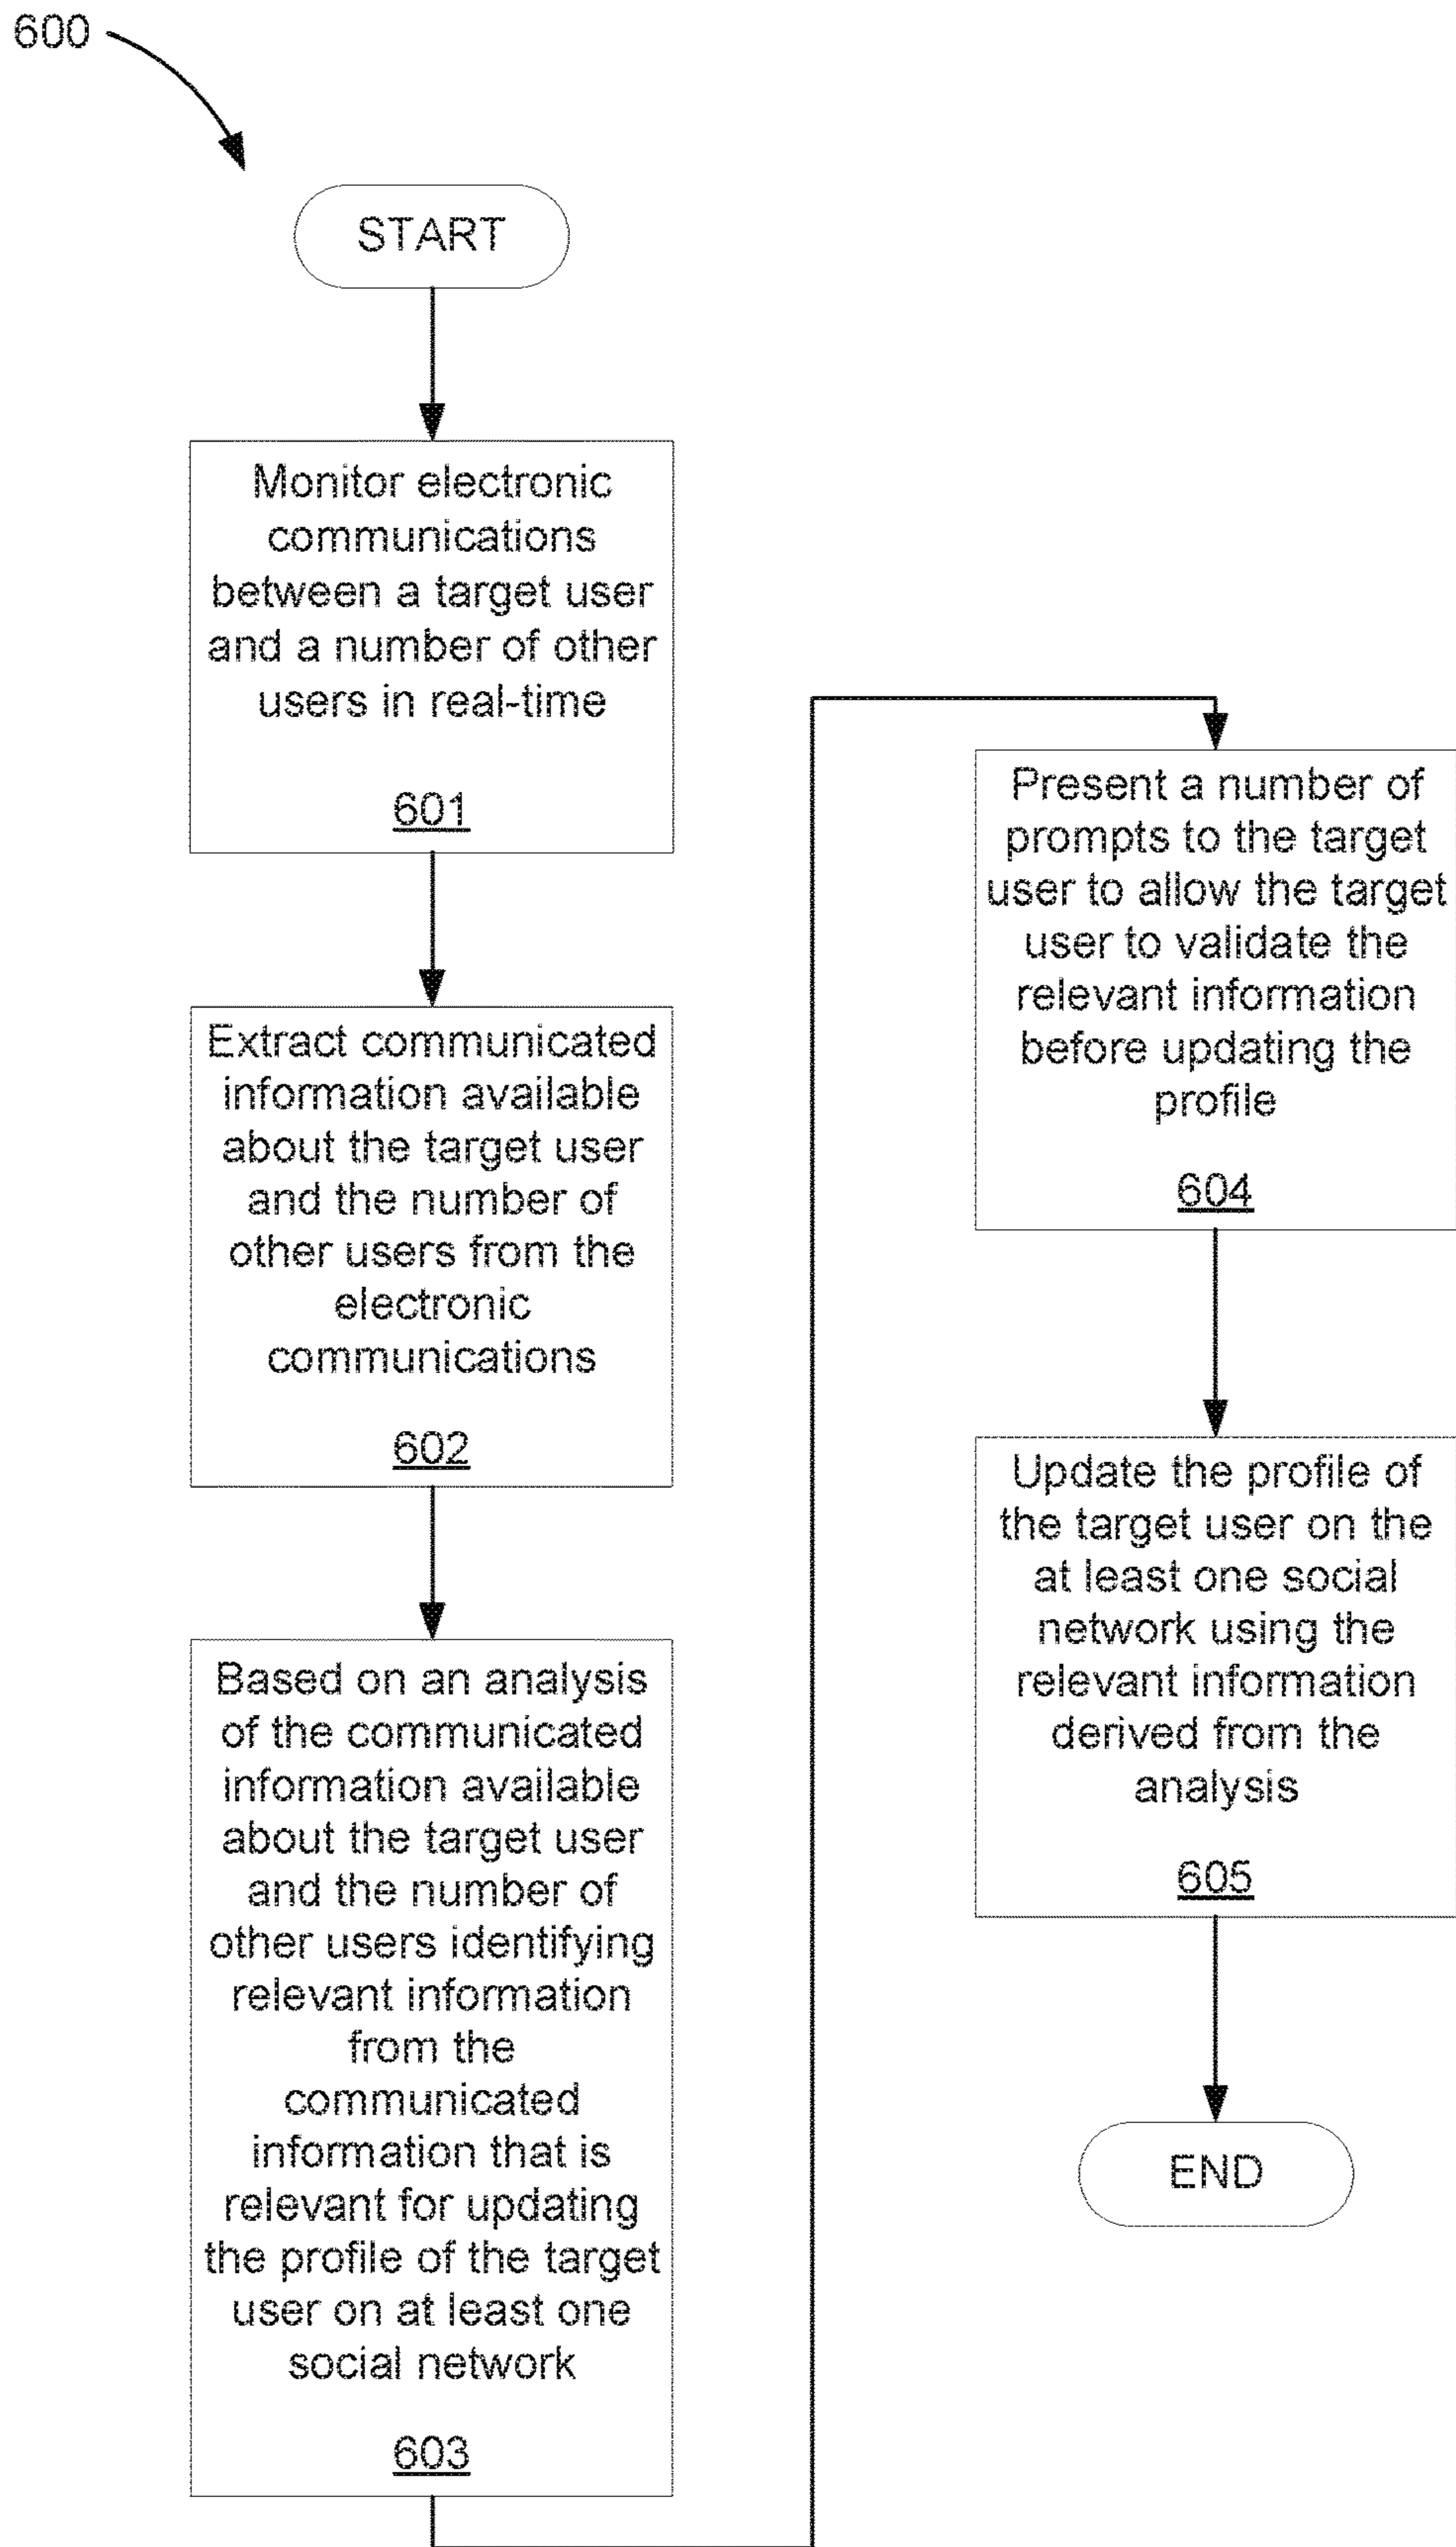 600
START
Monitor electronic
communications
between a target user
and a number of other
users in real-time
601
Extract communicated
information available
about the target user
and the number of
other users from the
electronic
communications
602
Based on an analysis
of the communicated
information available
about the target user
and the number of
other users identifying
relevant information
from the
communicated
information that is
relevant for updating
the profile of the target
user on at least one
social network
603
Present a number of
prompts to the target
user to allow the target
user to validate the
relevant information
before updating the
profile
604
Update the profile of
the target user on the
at least one social
network using the
relevant information
derived from the
analysis
605
END